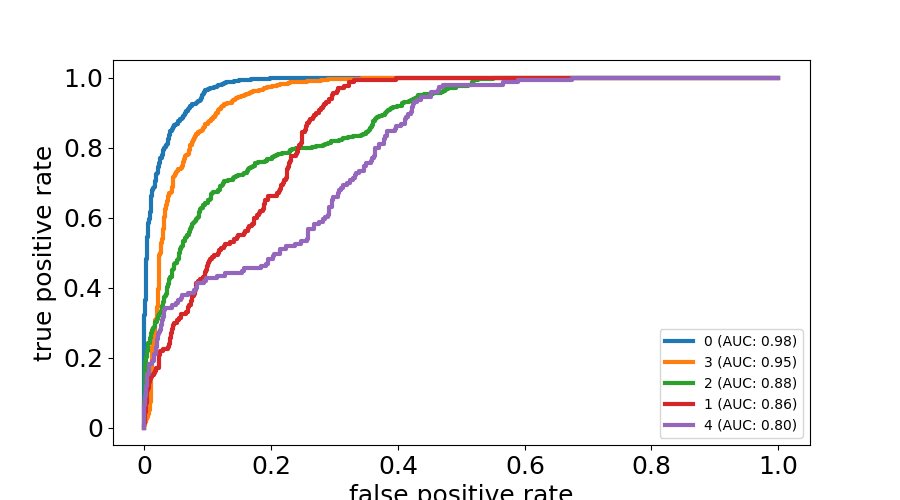 1.0
0.8
0.6
0.4
0.2
0
true positive rate
0 (AUC: 0.98)
3 (AUC: 0.95)
2 (AUC: 0.88)
1 (AUC: 0.86)
4 (AUC: 0.80)
0 0.2 0.4 0.6 0.8 1.0
false positive rate